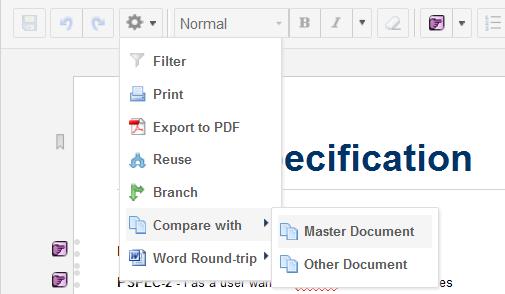 Normal
B I
Filter
Print
Export to PDF
Reuse
ecification
Branch
Compare with
Master Document
Word Round-trip
Other Document
PSPEC-2 - I as a user wan es